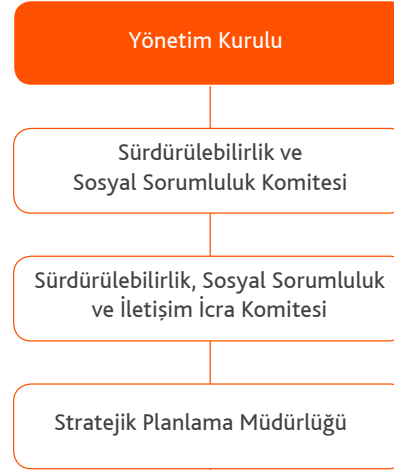 Yönetim Kurulu
Sürdürülebilirlik ve
Sosyal Sorumluluk Komitesi
Sürdürülebilirlik, Sosyal Sorumluluk
ve İletişim İcra Komitesi
Stratejik Planlama Müdürlüğü